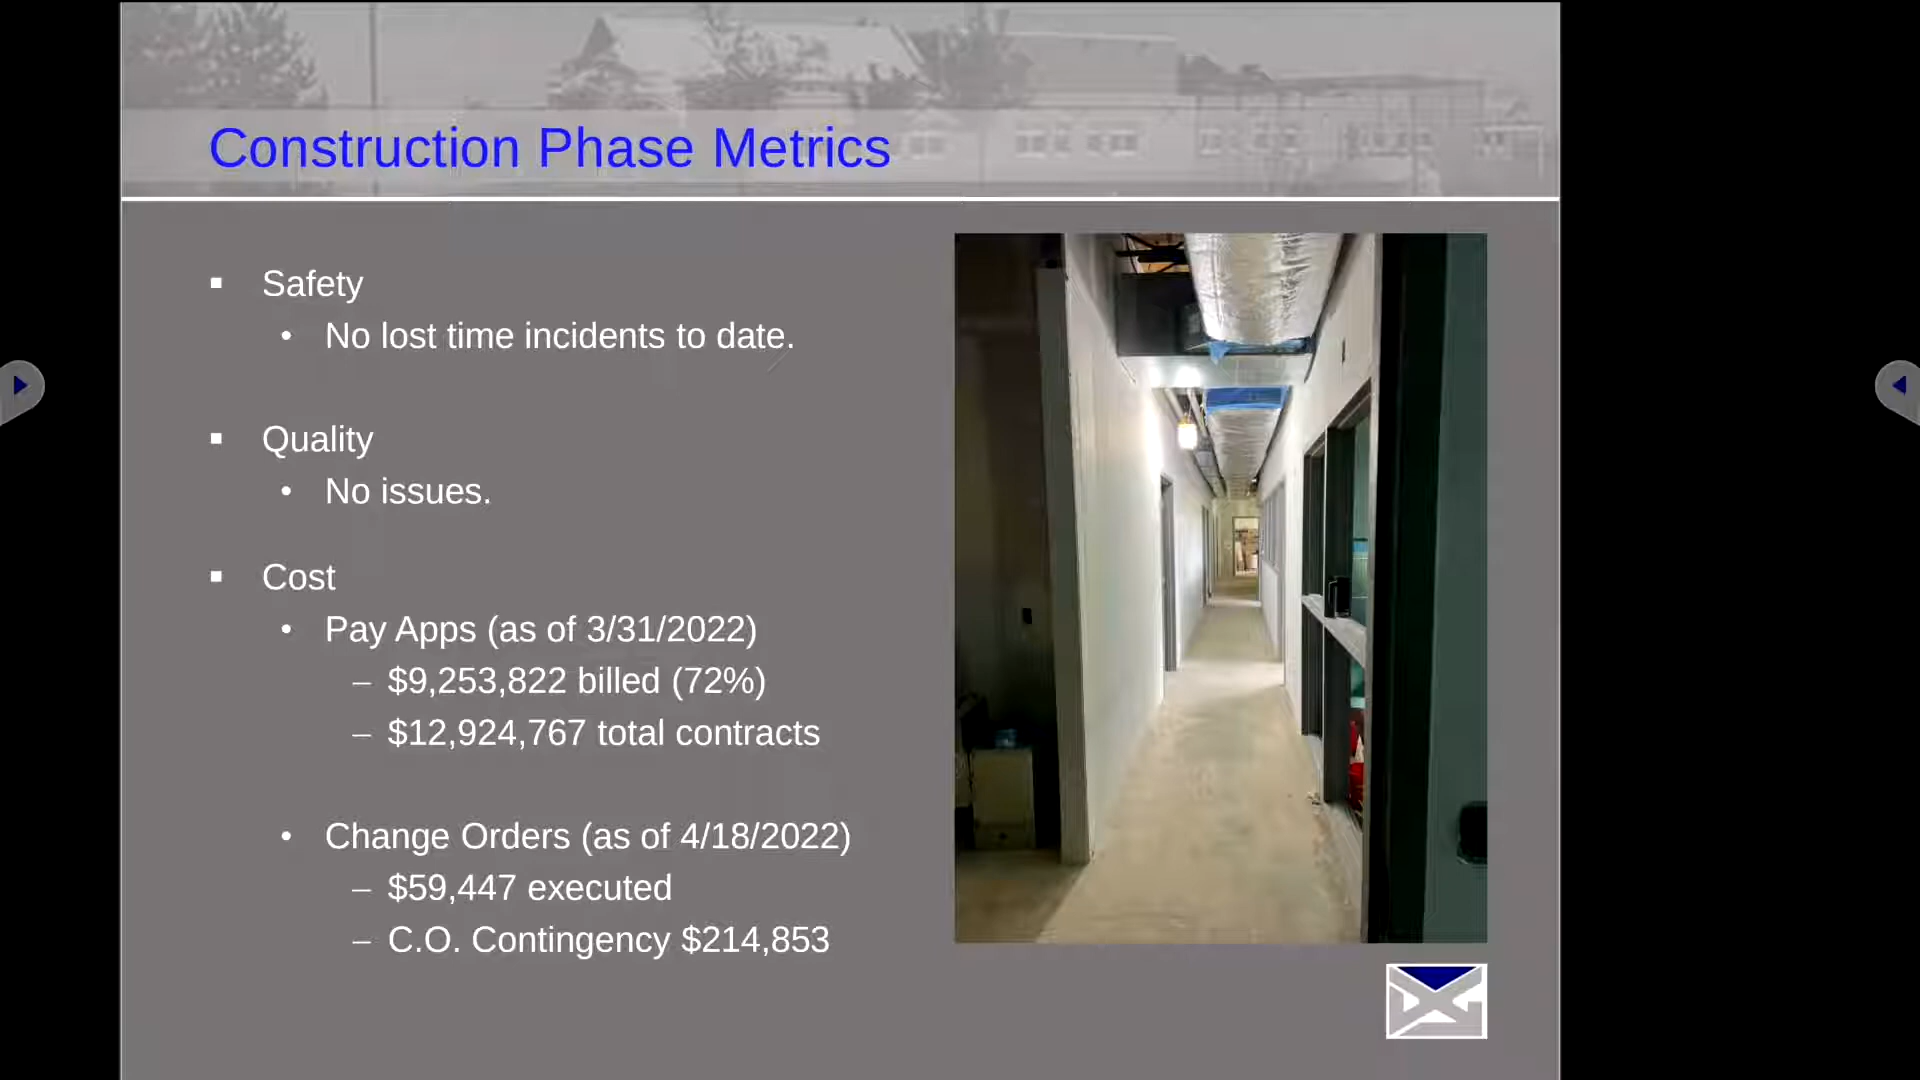 Construction Phase Metrics
▪ Safety
• No lost time incidents to date.
▪ Quality
• No issues.
▪ Cost
• Pay Apps (as of 3/31/2022)
– $9,253,822 billed (72%)
– $12,924,767 total contracts
• Change Orders (as of 4/18/2022)
– $59,447 executed
– C.O. Contingency $214,853